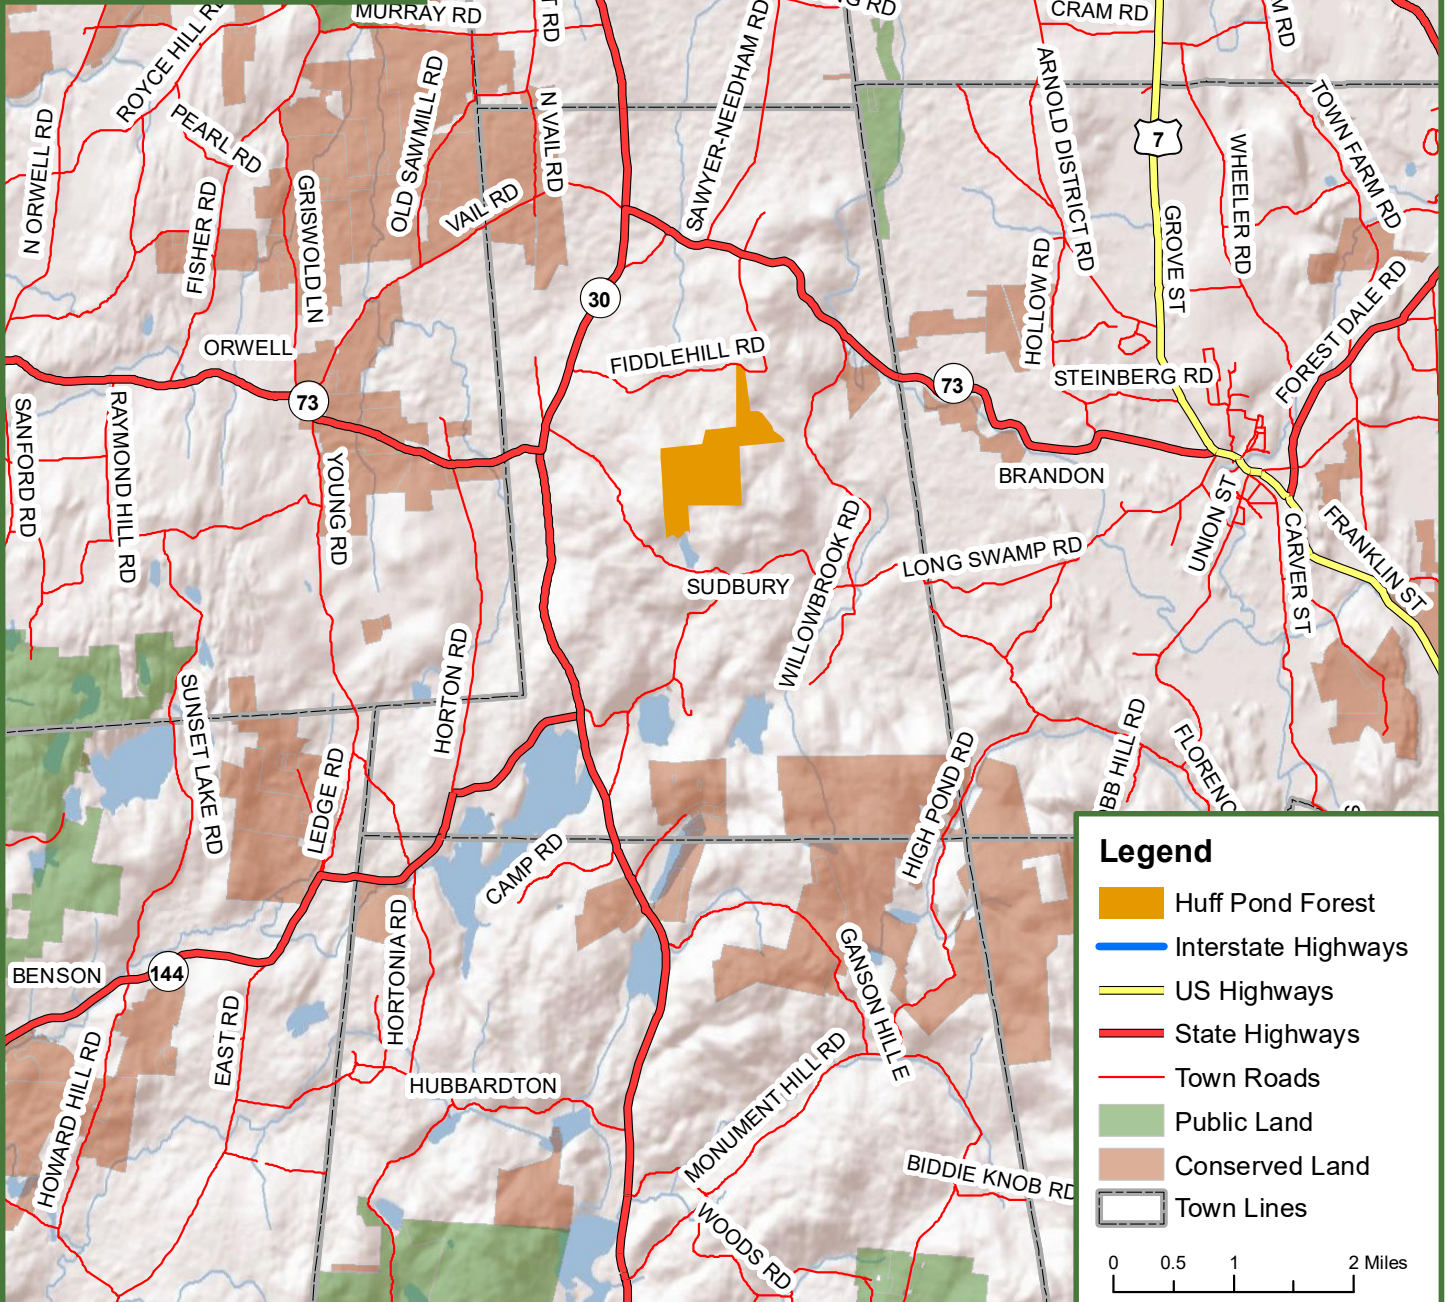 MURRAY RD
CRAM RD
ROYCE HILL RD
N ORWELL RD
PEARL RD
OLD SAWMILL RD
N VAIL RD
SAWYER-NEEDHAM RD
ARNOLD DISTRICT RD
7
WHEELER RD
TOWN FARM RD
FISHER RD
GRISWOLD LN
VAIL RD
GROVE ST
HOLLOW RD
FOREST DALE RD
30
ORWELL
FIDDLEHILL RD
STEINBERG RD
73
73
SANFORD RD
RAYMOND HILL RD
YOUNG RD
BRANDON
UNION ST
CARVER ST
FRANKLIN ST
WILLOWBROOK RD
LONG SWAMP RD
SUDBURY
HORTON RD
SUNSET LAKE RD
LEDGE RD
HIGH POND RD
BB HILL RD
FLORENC
CAMP RD
HORTONIA RD
GANSON HILL E
BENSON
144
EAST RD
HOWARD HILL RD
HUBBARDTON
MONUMENT HILL RD
BIDDIE KNOB RD
WOODS RD
Legend
Huff Pond Forest
Interstate Highways
US Highways
State Highways
Town Roads
Public Land
Conserved Land
Town Lines
0 0.5 1 2 Miles